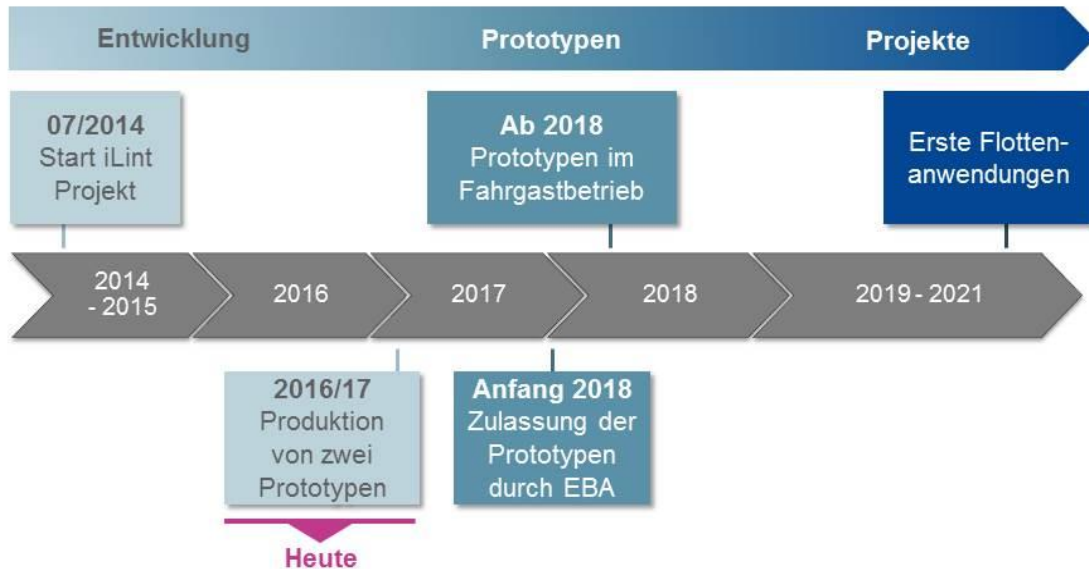 Entwicklung
Prototypen
Projekte
07/2014
Start iLint
Projekt
Ab 2018
Prototypen im
Fahrgastbetrieb
Erste Flotten-
anwendungen
2014
- 2015
2016
2017
2018
2019 - 2021
2016/17
Produktion
von zwei
Prototypen
Anfang 2018
Zulassung der
Prototypen
durch EBA
Heute